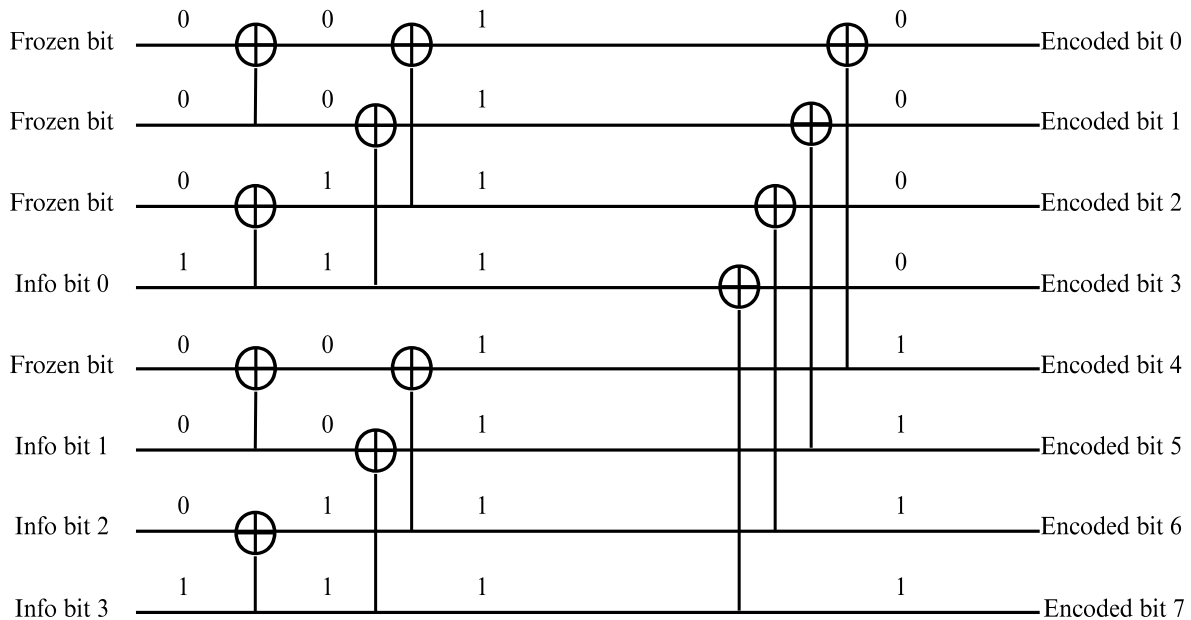 0 0 1 0
Frozen bit Encoded bit 0
0 0 1 0
Frozen bit Encoded bit 1
0 1 1 0
Frozen bit Encoded bit 2
1 1 1 0
Info bit 0 Encoded bit 3
0 0 1 1
Frozen bit Encoded bit 4
0 0 1 1
Info bit 1 Encoded bit 5
0 1 1 1
Info bit 2 Encoded bit 6
1 1 1 1
Info bit 3 Encoded bit 7